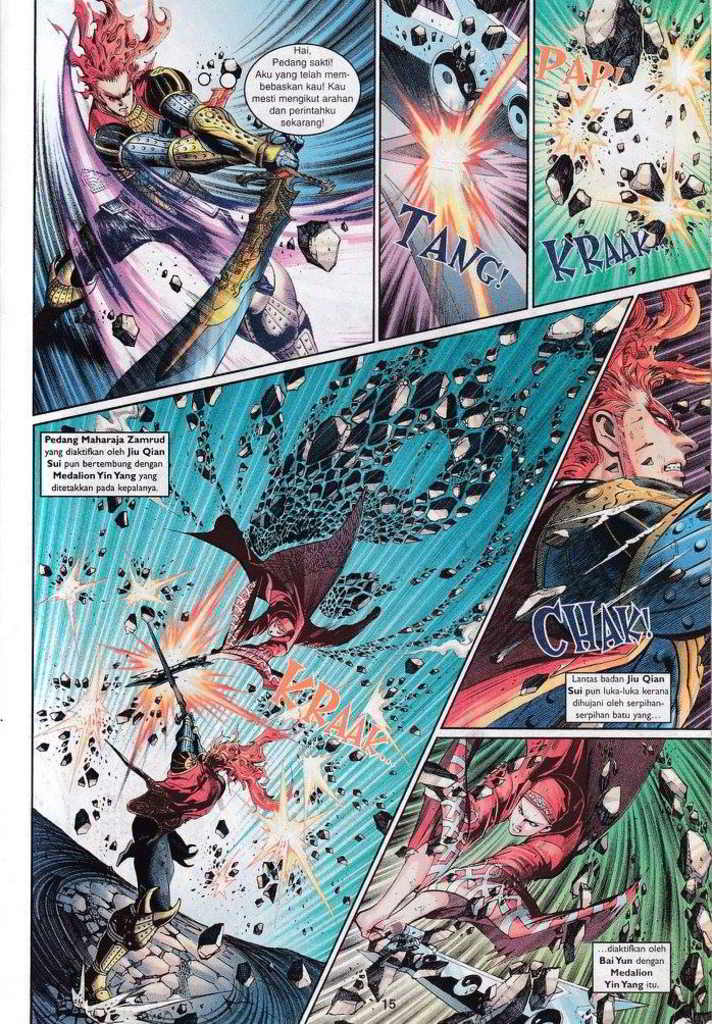 Hai,
Pedang sakti!
Aku yang telah mem-
bebaskan kau! Kau
mesti mengikut arahan
dan perintahku
sekarang!
TANG!
PAP!
KRAAK
Pedang Maharaja Zamrud
yang diaktifkan oleh Jiu Qian
Sui pun bertembung dengan
Medalion Yin Yang yang
ditetakkan pada kepalanya.
KRAAK...
CHAK!
Lantas badan Jiu Qian
Sui pun luka-luka kerana
dihujani oleh serpihan-
serpihan batu yang...
...diaktifkan oleh
Bai Yun dengan
Medalion
Yin Yang itu.
15